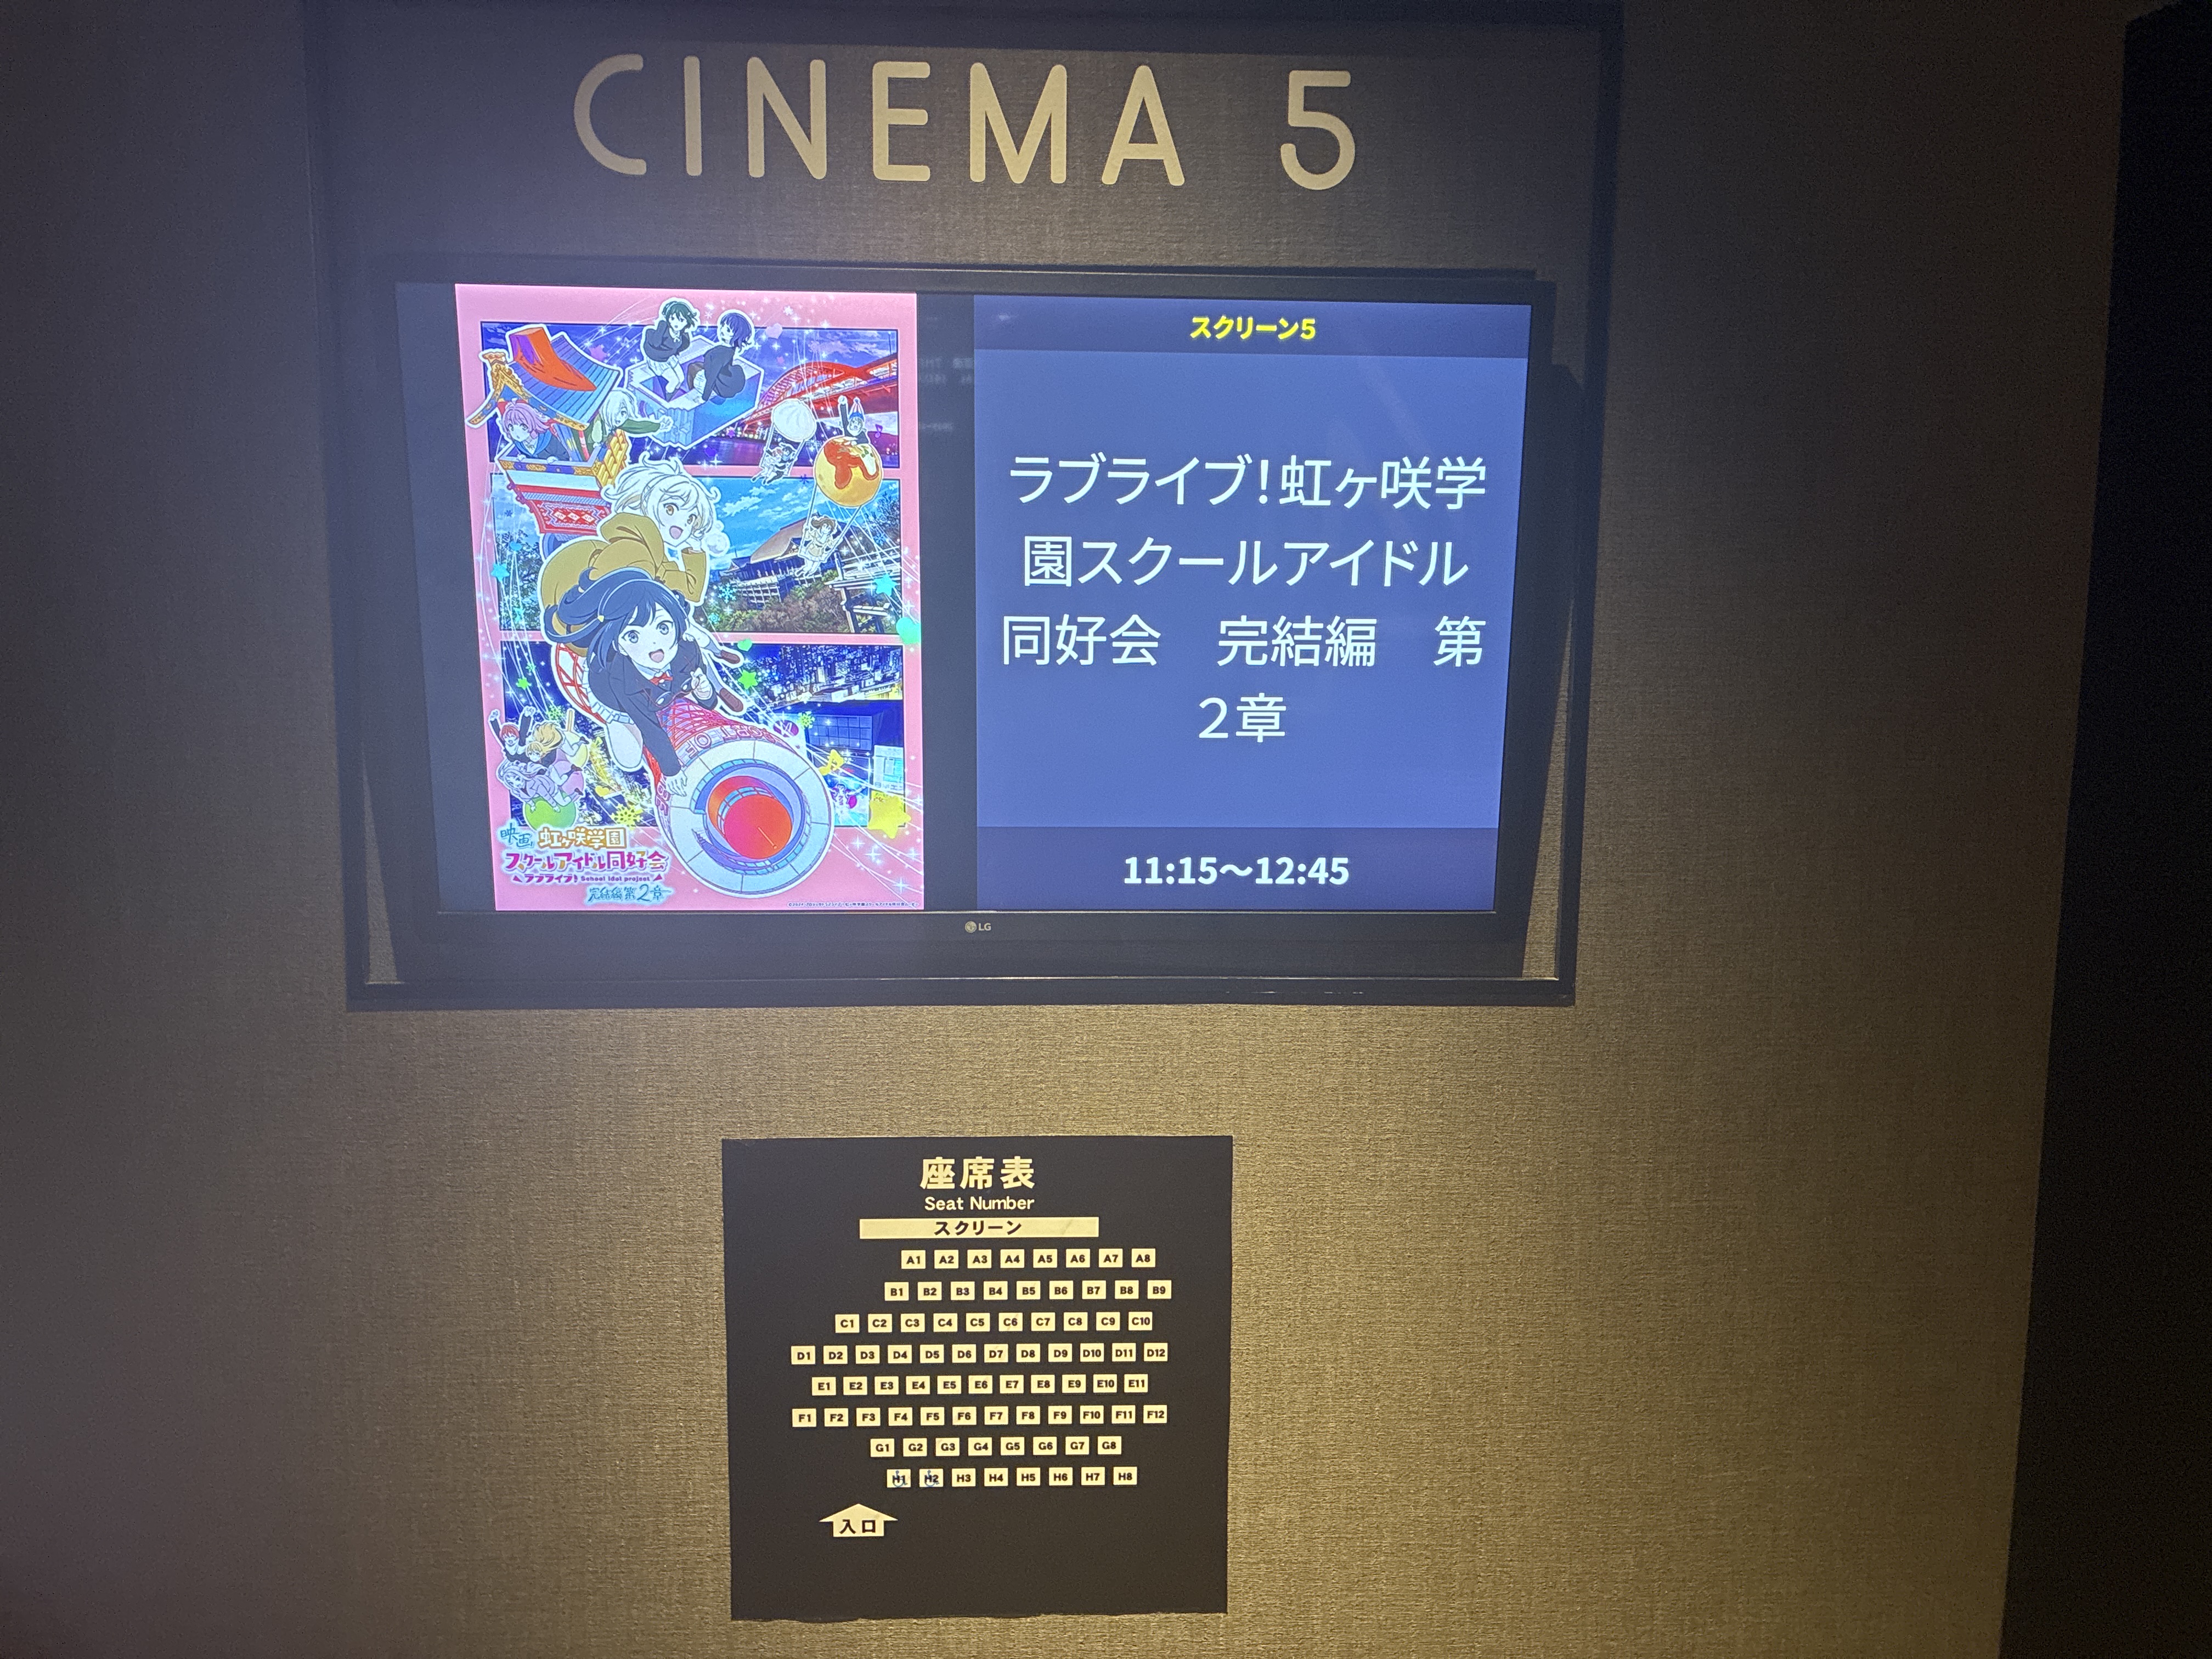 CINEMA 5
スクリーン5
ラブライブ！虹ヶ咲学
園スクールアイドル
同好会　完結編　第
２章
11:15～12:45
PORT OF
映画 虹ヶ咲学園
スクールアイドル同好会
ラブライブ! School idol project
完結編 第2章
LG
座席表
Seat Number
スクリーン
A1 A2 A3 A4 A5 A6 A7 A8
B1 B2 B3 B4 B5 B6 B7 B8 B9
C1 C2 C3 C4 C5 C6 C7 C8 C9 C10
D1 D2 D3 D4 D5 D6 D7 D8 D9 D10 D11 D12
E1 E2 E3 E4 E5 E6 E7 E8 E9 E10 E11
F1 F2 F3 F4 F5 F6 F7 F8 F9 F10 F11 F12
G1 G2 G3 G4 G5 G6 G7 G8
H1 H2 H3 H4 H5 H6 H7 H8
入口